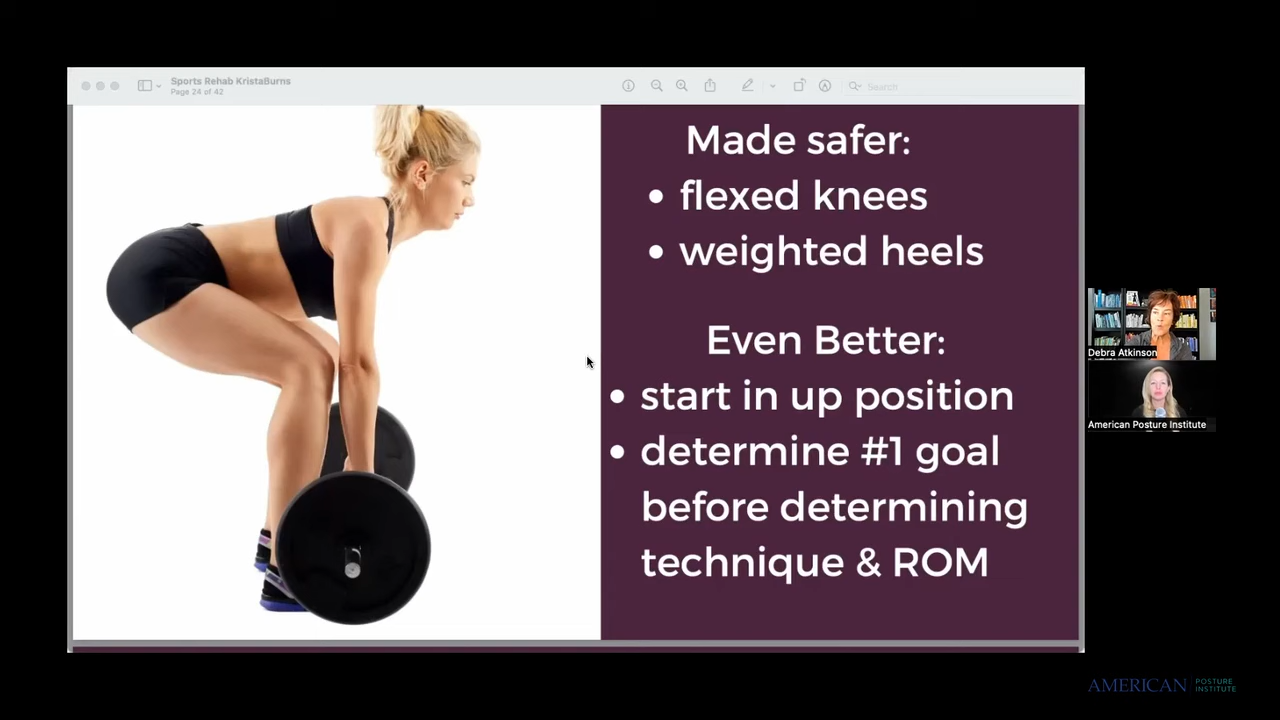 Sports Rehab KristaBurns
Page 24 of 42
Search
Made safer:
• flexed knees
• weighted heels
Even Better:
• start in up position
• determine #1 goal
before determining
technique & ROM
Debra Atkinson
American Posture Institute
AMERICAN POSTURE
INSTITUTE